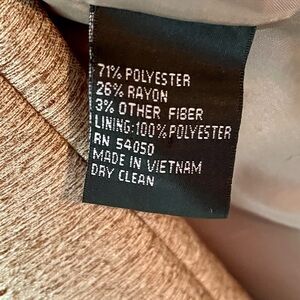 71% POLYESTER
26% RAYON
3% OTHER FIBER
LINING:100% POLYESTER
RN 54050
MADE IN VIETNAM
DRY CLEAN